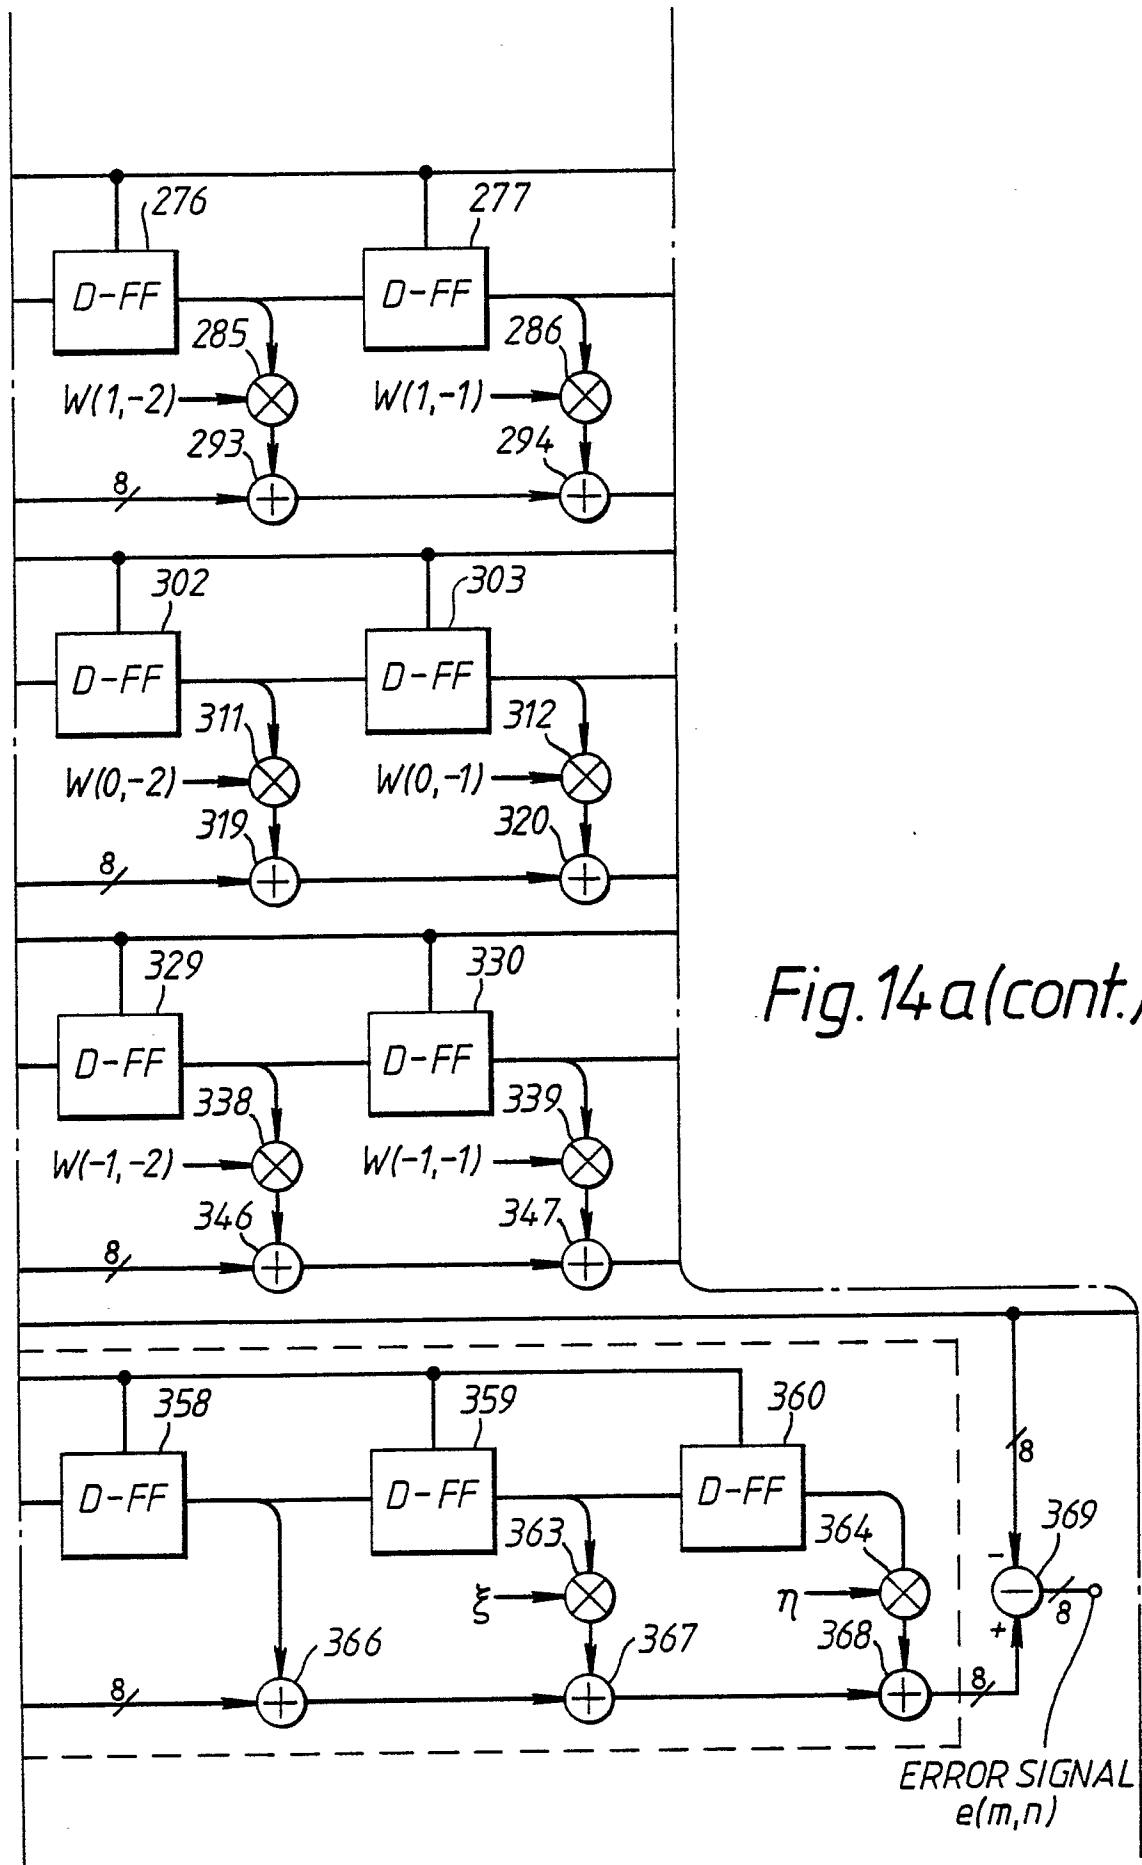 276
277
D-FF
D-FF
285
286
W(1,-2)
W(1,-1)
293
294
8
302
303
D-FF
D-FF
311
312
W(0,-2)
W(0,-1)
319
320
8
329
330
Fig.14a(cont.)
D-FF
D-FF
338
339
W(-1,-2)
W(-1,-1)
346
347
8
358
359
360
8
D-FF
D-FF
D-FF
363
364
369
-
ξ
η
8
+
366
367
368
8
8
ERROR SIGNAL
e(m,n)